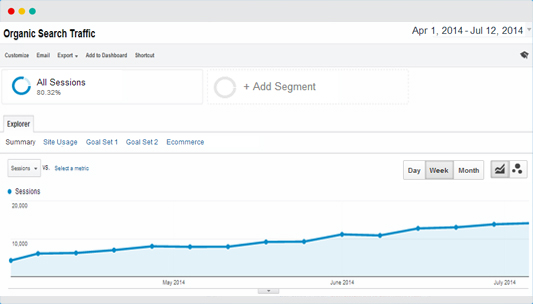 Organic Search Traffic
Apr 1, 2014 - Jul 12, 2014
Customize Email Export Add to Dashboard Shortcut
All Sessions
80.32%
+ Add Segment
Explorer
Summary Site Usage Goal Set 1 Goal Set 2 Ecommerce
Sessions VS. Select a metric
Day Week Month
Sessions
20,000
10,000
May 2014 June 2014 July 2014